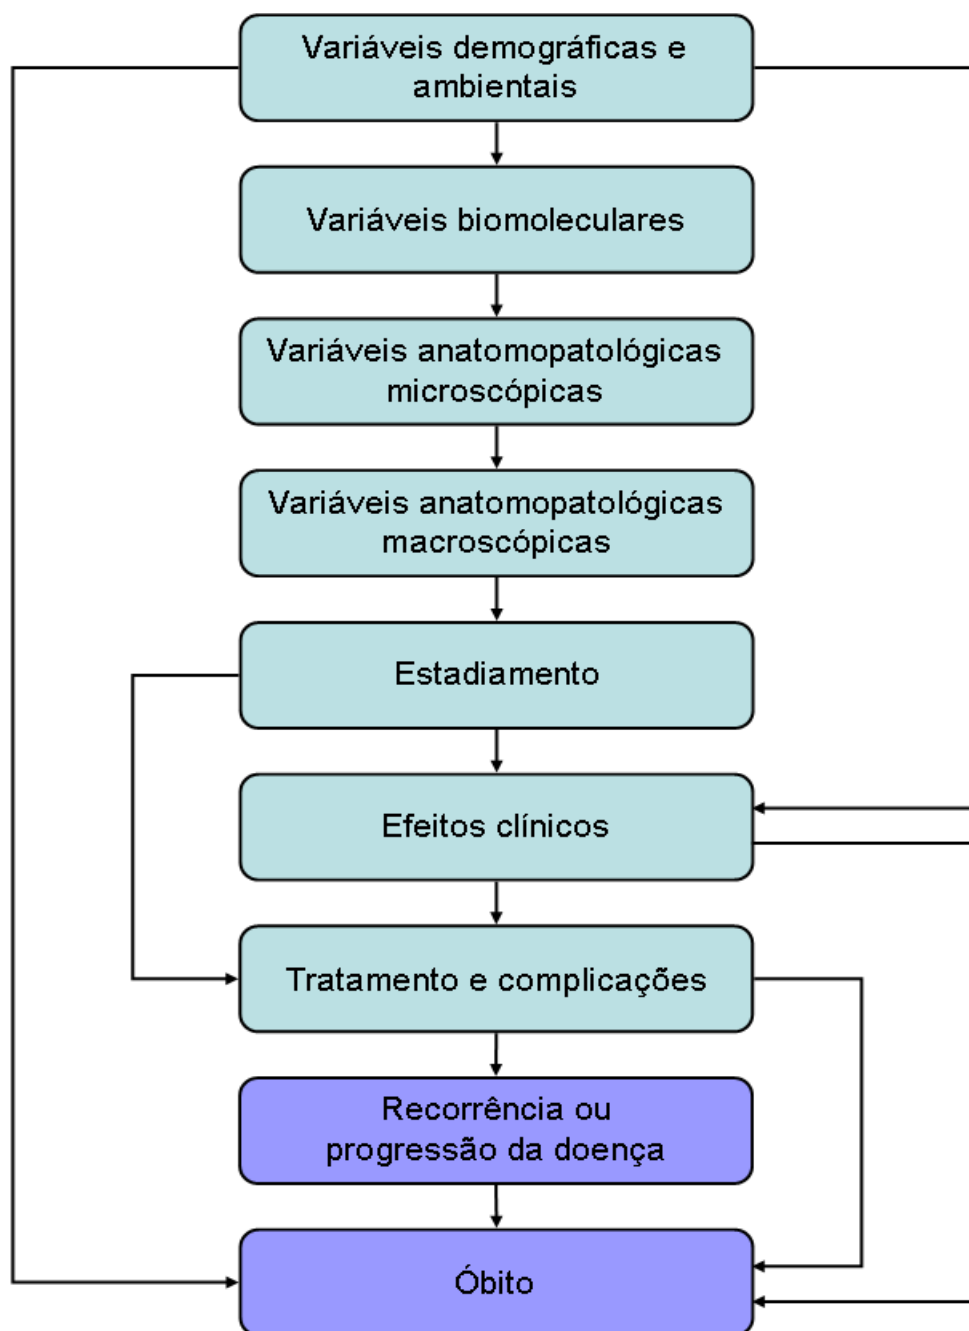 Variáveis demográficas e
ambientais
Variáveis biomoleculares
Variáveis anatomopatológicas
microscópicas
Variáveis anatomopatológicas
macroscópicas
Estadiamento
Efeitos clínicos
Tratamento e complicações
Recorrência ou
progressão da doença
Óbito